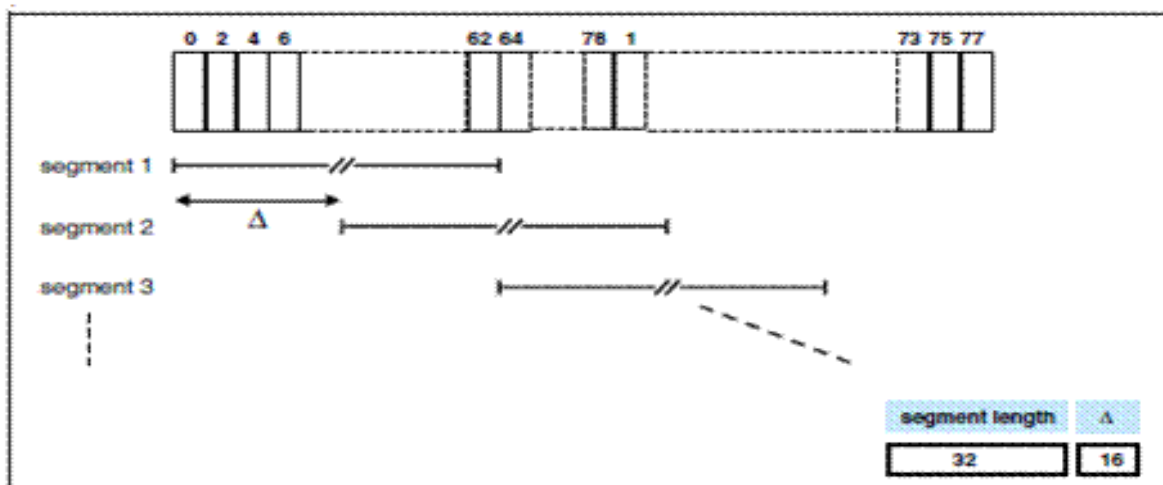 0 2 4 6 62 64 78 1 73 75 77
segment 1
Δ
segment 2
segment 3
segment length Δ
32 16